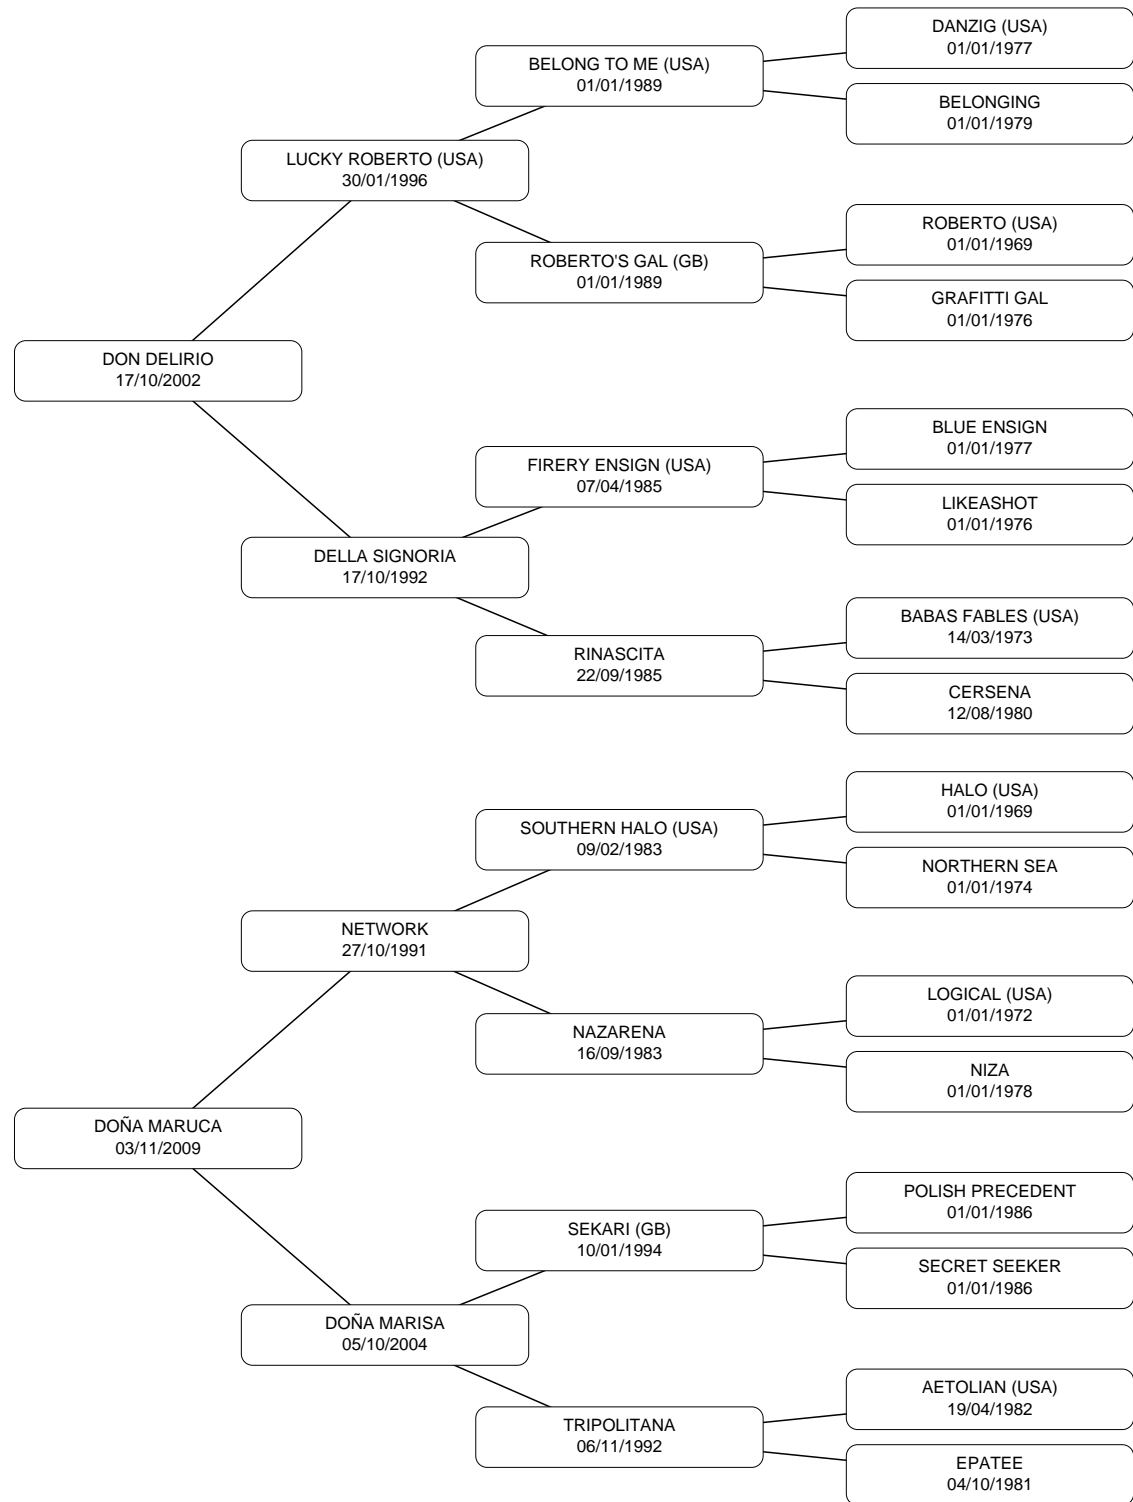 DANZIG (USA)
01/01/1977
BELONG TO ME (USA)
01/01/1989
BELONGING
01/01/1979
LUCKY ROBERTO (USA)
30/01/1996
ROBERTO (USA)
01/01/1969
ROBERTO'S GAL (GB)
01/01/1989
GRAFITTI GAL
01/01/1976
DON DELIRIO
17/10/2002
BLUE ENSIGN
01/01/1977
FIRERY ENSIGN (USA)
07/04/1985
LIKEASHOT
01/01/1976
DELLA SIGNORIA
17/10/1992
BABAS FABLES (USA)
14/03/1973
RINASCITA
22/09/1985
CERSENA
12/08/1980
HALO (USA)
01/01/1969
SOUTHERN HALO (USA)
09/02/1983
NORTHERN SEA
01/01/1974
NETWORK
27/10/1991
LOGICAL (USA)
01/01/1972
NAZARENA
16/09/1983
NIZA
01/01/1978
DOÑA MARUCA
03/11/2009
POLISH PRECEDENT
01/01/1986
SEKARI (GB)
10/01/1994
SECRET SEEKER
01/01/1986
DOÑA MARISA
05/10/2004
AETOLIAN (USA)
19/04/1982
TRIPOLITANA
06/11/1992
EPATEE
04/10/1981